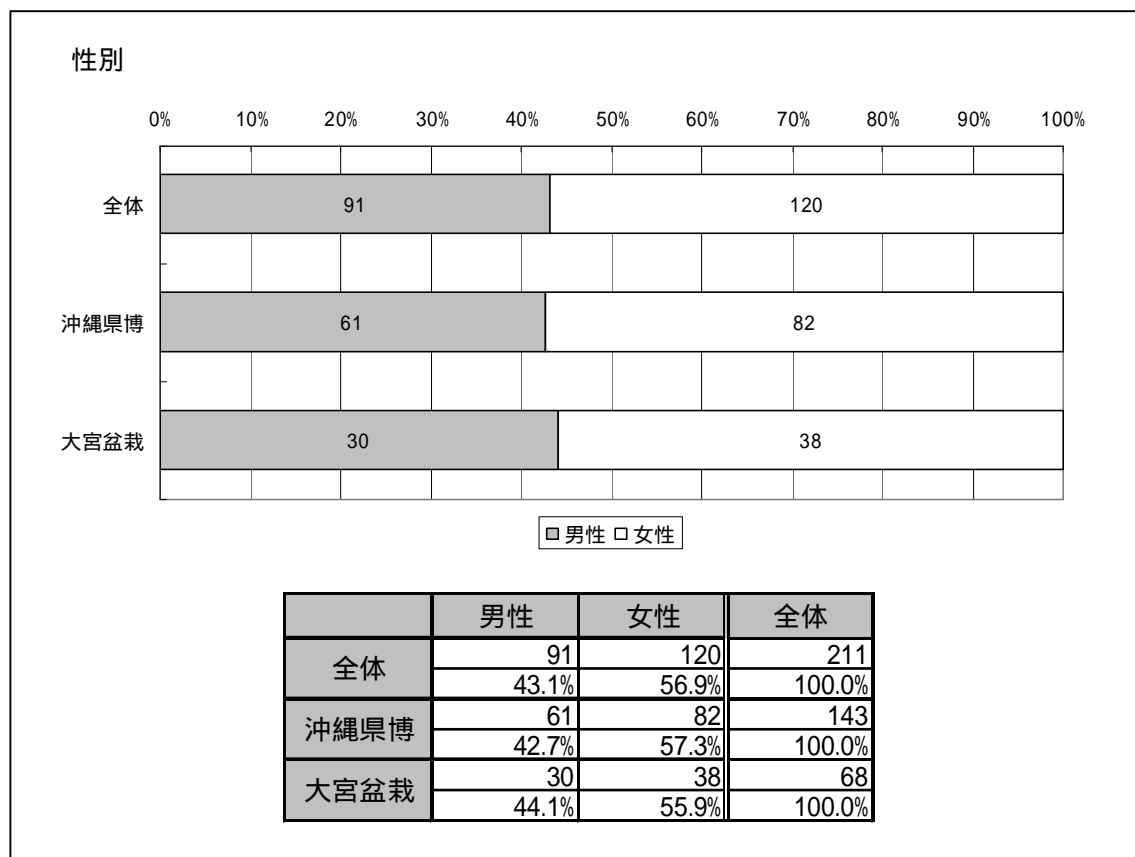 性別
0% 10% 20% 30% 40% 50% 60% 70% 80% 90% 100%
全体 91 120
沖縄県博 61 82
大宮盆栽 30 38
男性 女性
男性 女性 全体
全体 91 120 211
43.1% 56.9% 100.0%
沖縄県博 61 82 143
42.7% 57.3% 100.0%
大宮盆栽 30 38 68
44.1% 55.9% 100.0%